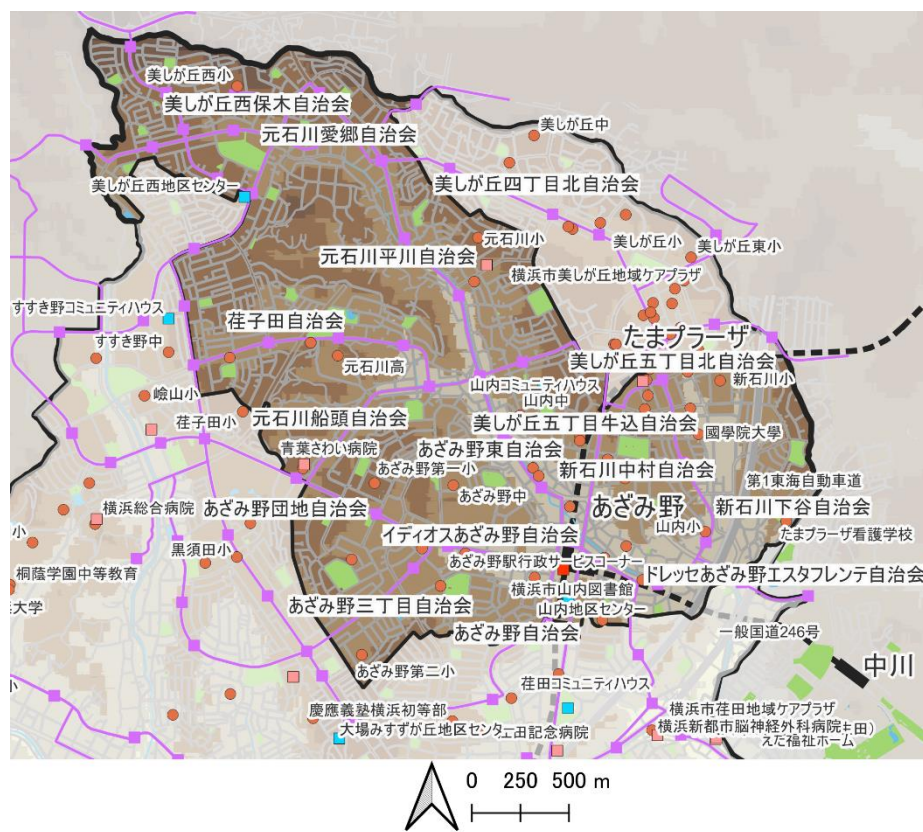 美しが丘西小
美しが丘西保木自治会
美しが丘中
元石川愛郷自治会
美しが丘西地区センター
美しが丘四丁目北自治会
元石川小
美しが丘小
美しが丘東小
元石川平川自治会
横浜市美しが丘地域ケアプラザ
すすき野コミュニティハウス
荏子田自治会
すすき野中
たまプラーザ
元石川高
美しが丘五丁目北自治会
山内コミュニティハウス
新石川小
嶮山小
山内中
荏子田小
元石川船頭自治会
美しが丘五丁目牛込自治会
國學院大學
青葉さわい病院
あざみ野東自治会
あざみ野第一小
新石川中村自治会
第1東海自動車道
あざみ野中
横浜総合病院
あざみ野団地自治会
あざみ野
新石川下谷自治会
イディオスあざみ野自治会
山内小
たまプラーザ看護学校
小
黒須田小
あざみ野駅行政サービスコーナー
桐蔭学園中等教育
ドレッセあざみ野エスタフレンテ自治会
横浜市山内図書館
大学
あざみ野三丁目自治会
山内地区センター
あざみ野自治会
一般国道246号
あざみ野第二小
中川
荏田コミュニティハウス
小
慶應義塾横浜初等部
横浜市荏田地域ケアプラザ
大場みすずが丘地区センター
田記念病院
横浜新都市脳神経外科病院
田)
えだ福祉ホーム
0 250 500 m